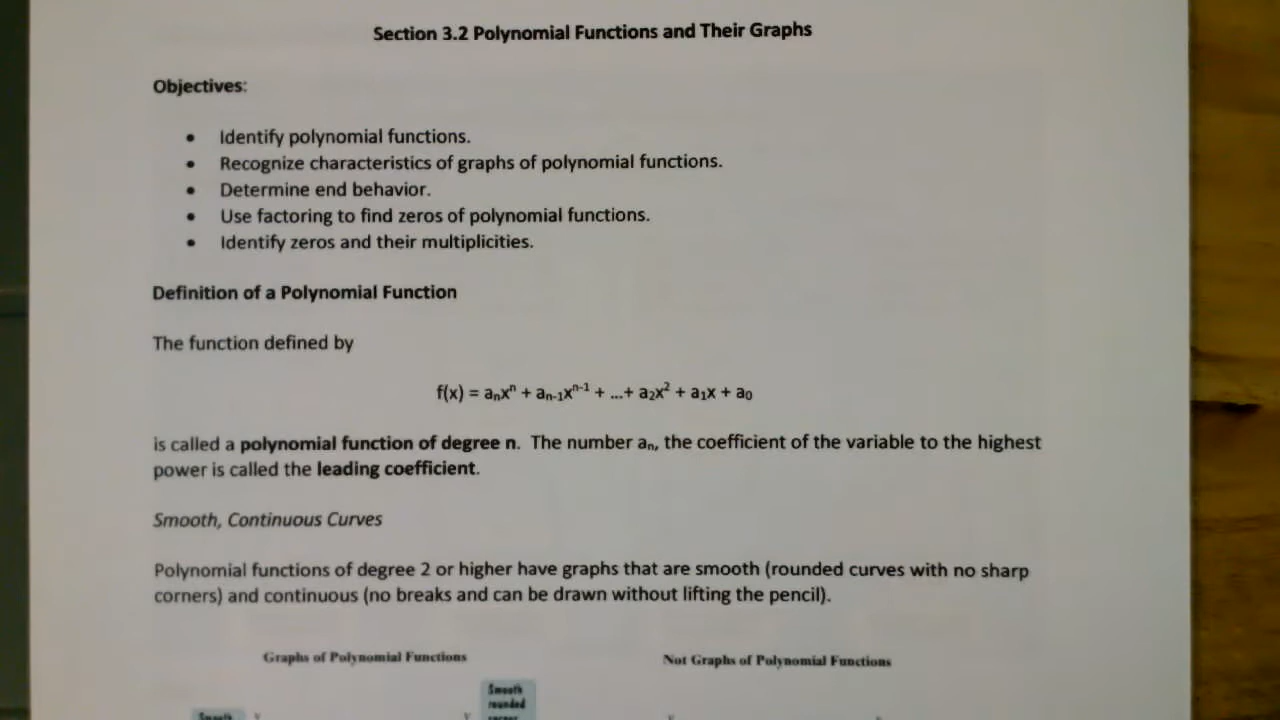 Section 3.2 Polynomial Functions and Their Graphs
Objectives:
• Identify polynomial functions.
• Recognize characteristics of graphs of polynomial functions.
• Determine end behavior.
• Use factoring to find zeros of polynomial functions.
• Identify zeros and their multiplicities.
Definition of a Polynomial Function
The function defined by
f(x) = aₙxⁿ + aₙ₋₁xⁿ⁻¹ + ...+ a₂x² + a₁x + a₀
is called a polynomial function of degree n. The number aₙ, the coefficient of the variable to the highest
power is called the leading coefficient.
Smooth, Continuous Curves
Polynomial functions of degree 2 or higher have graphs that are smooth (rounded curves with no sharp
corners) and continuous (no breaks and can be drawn without lifting the pencil).
Graphs of Polynomial Functions
Not Graphs of Polynomial Functions
Smooth
rounded